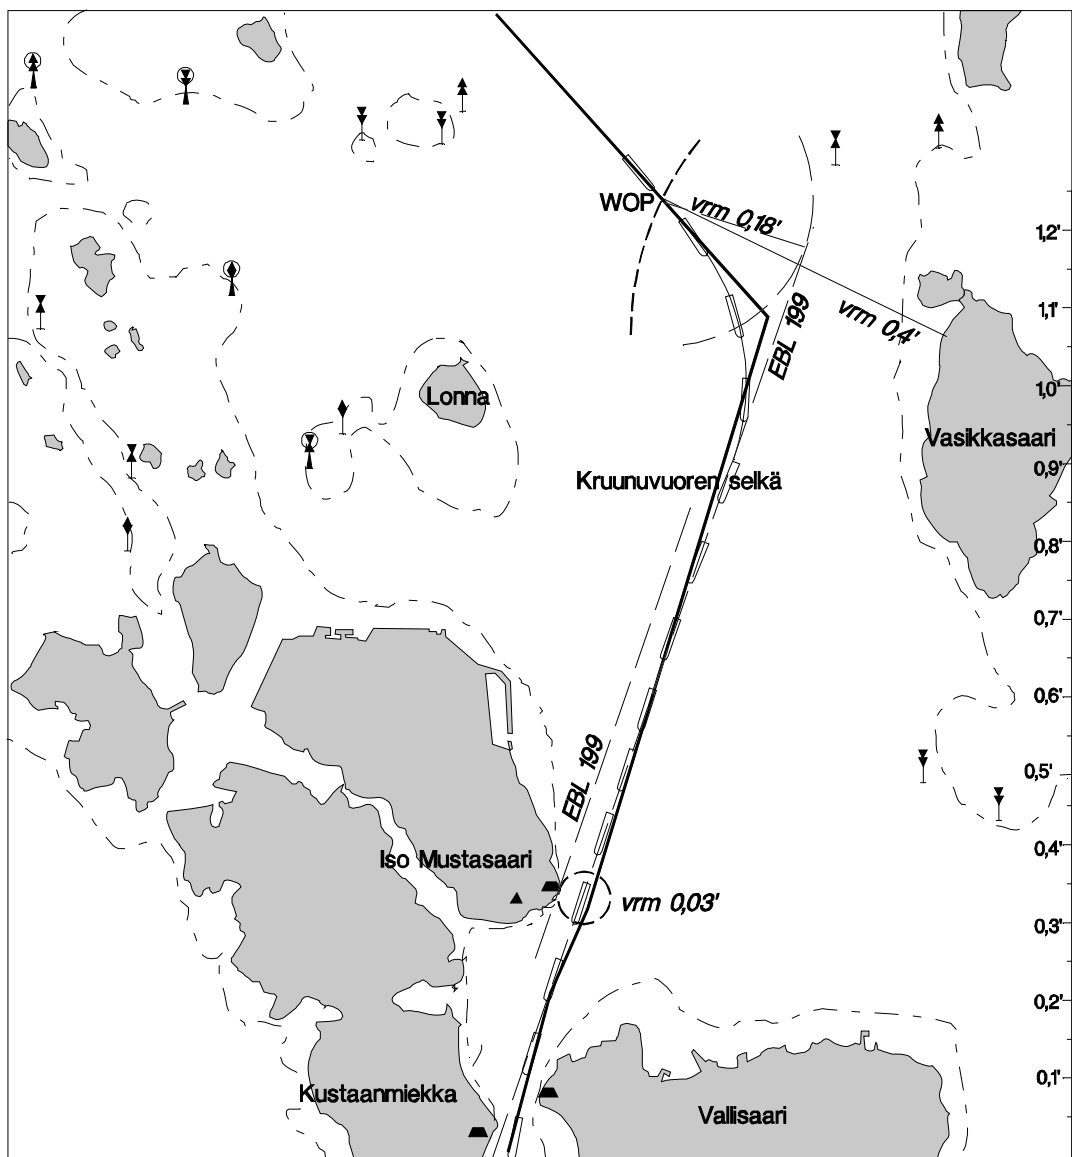 WOP
vrm 0,18'
1,2'
EBL 199
vrm 0,4'
1,1'
Lonna
1,0'
Vasikkasaari
Kruunuvuoren selkä
0,9'
0,8'
0,7'
0,6'
EBL 199
0,5'
Iso Mustasaari
0,4'
vrm 0,03'
0,3'
0,2'
Kustaanmiekka
0,1'
Vallisaari